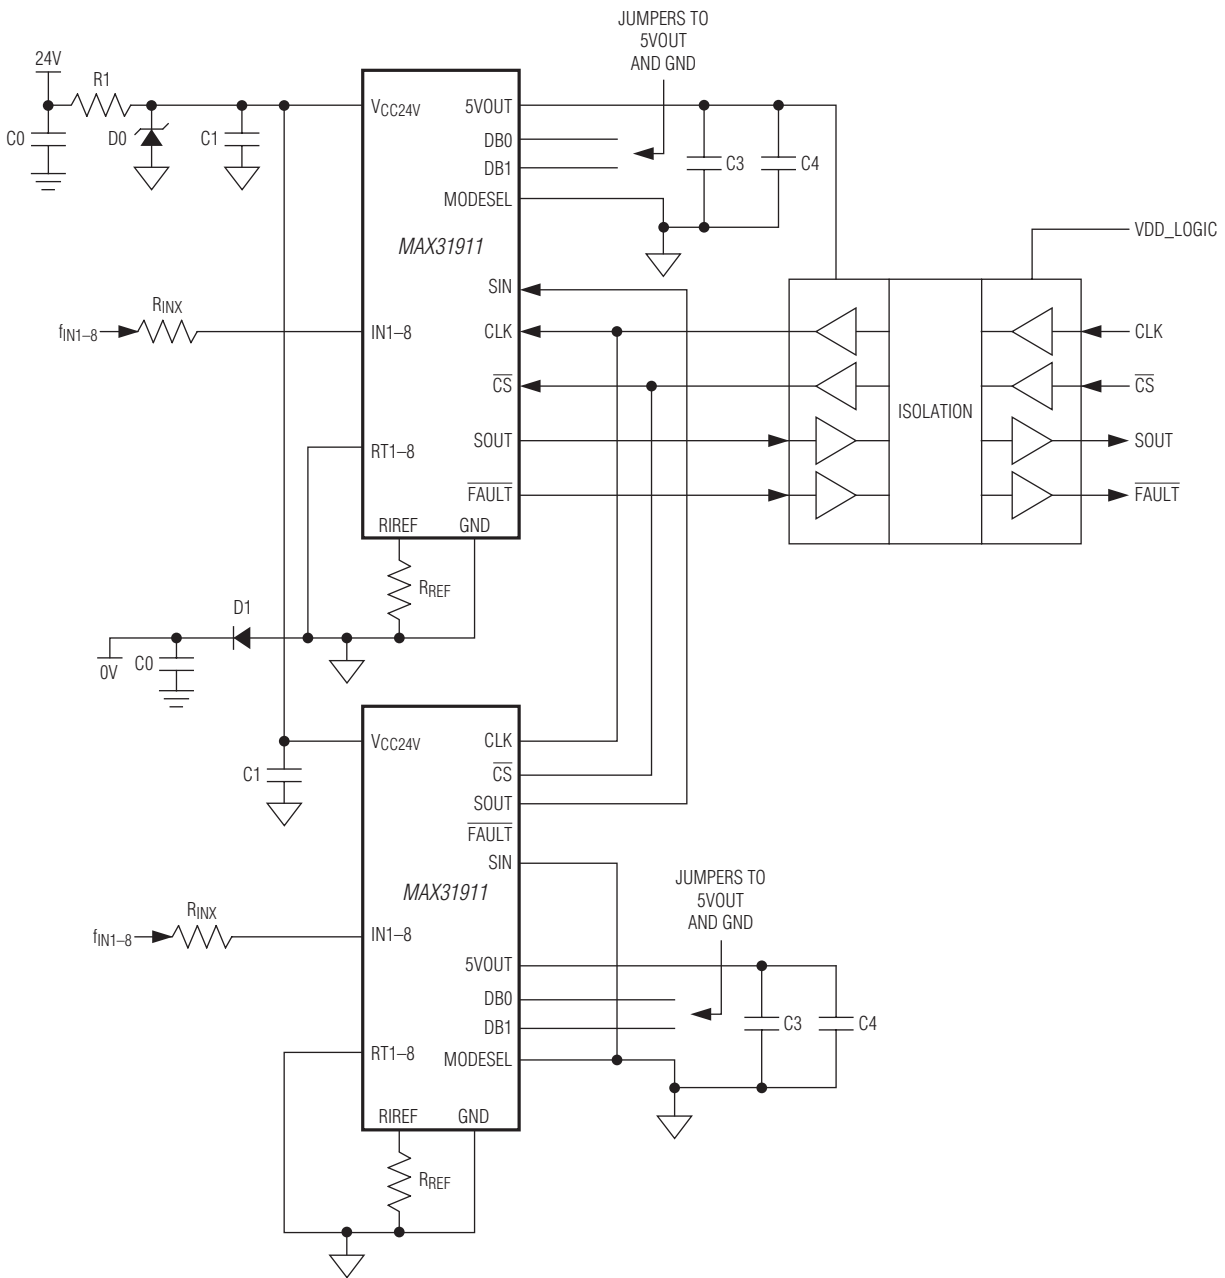 JUMPERS TO
5VOUT
AND GND
24V
R1
C0
D0
C1
VCC24V
5VOUT
DB0
DB1
MODESEL
C3
C4
MAX31911
VDD_LOGIC
SIN
RINX
fIN1–8
IN1–8
CLK
CLK
CS
CS
ISOLATION
RT1–8
SOUT
SOUT
FAULT
FAULT
RIREF
GND
RREF
D1
0V
C0
VCC24V
CLK
C1
CS
SOUT
FAULT
SIN
MAX31911
JUMPERS TO
5VOUT
AND GND
RINX
fIN1–8
IN1–8
5VOUT
DB0
DB1
C3
C4
RT1–8
MODESEL
RIREF
GND
RREF